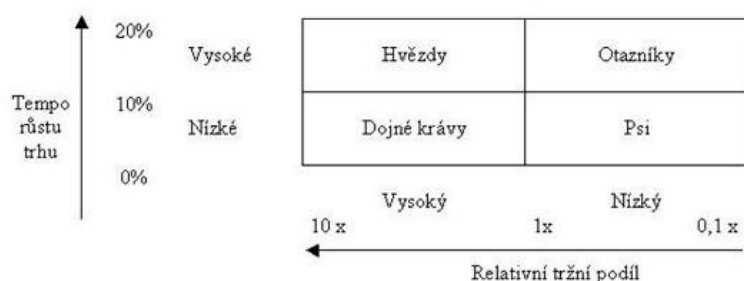 20%
Vysoké
Hvězdy
Otazníky
Tempo
růstu
trhu
10%
Nízké
Dojné krávy
Psi
0%
Vysoký
Nízký
10 x
1x
0,1 x
Relativní tržní podíl